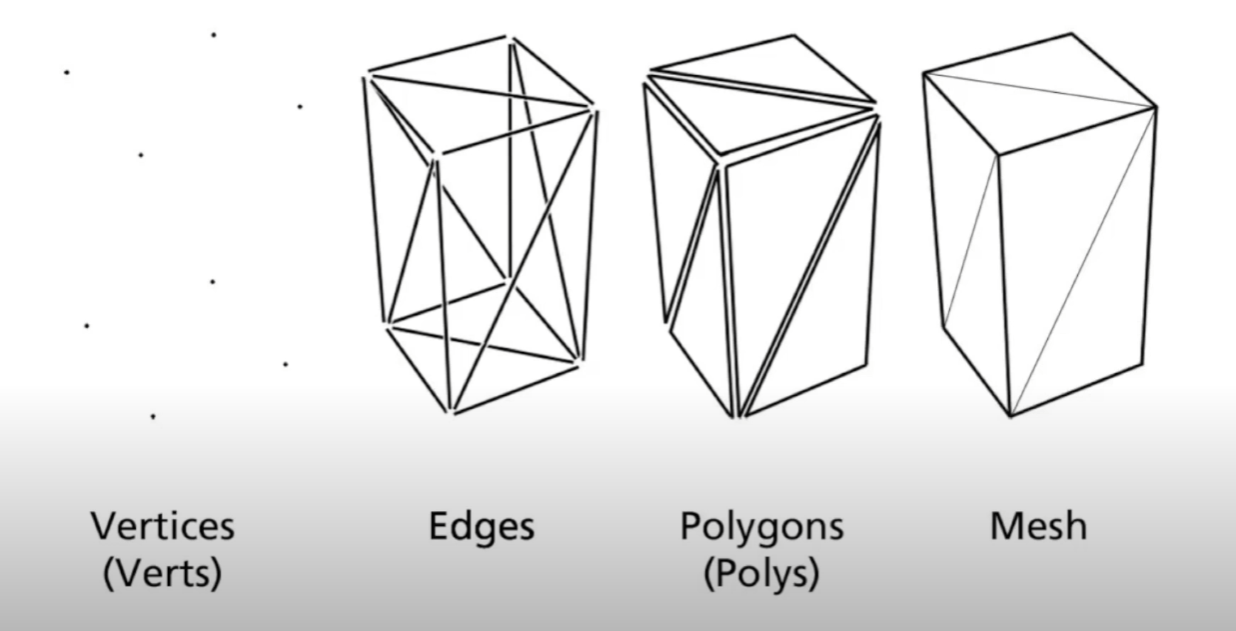 Vertices
(Verts)
Edges
Polygons
(Polys)
Mesh